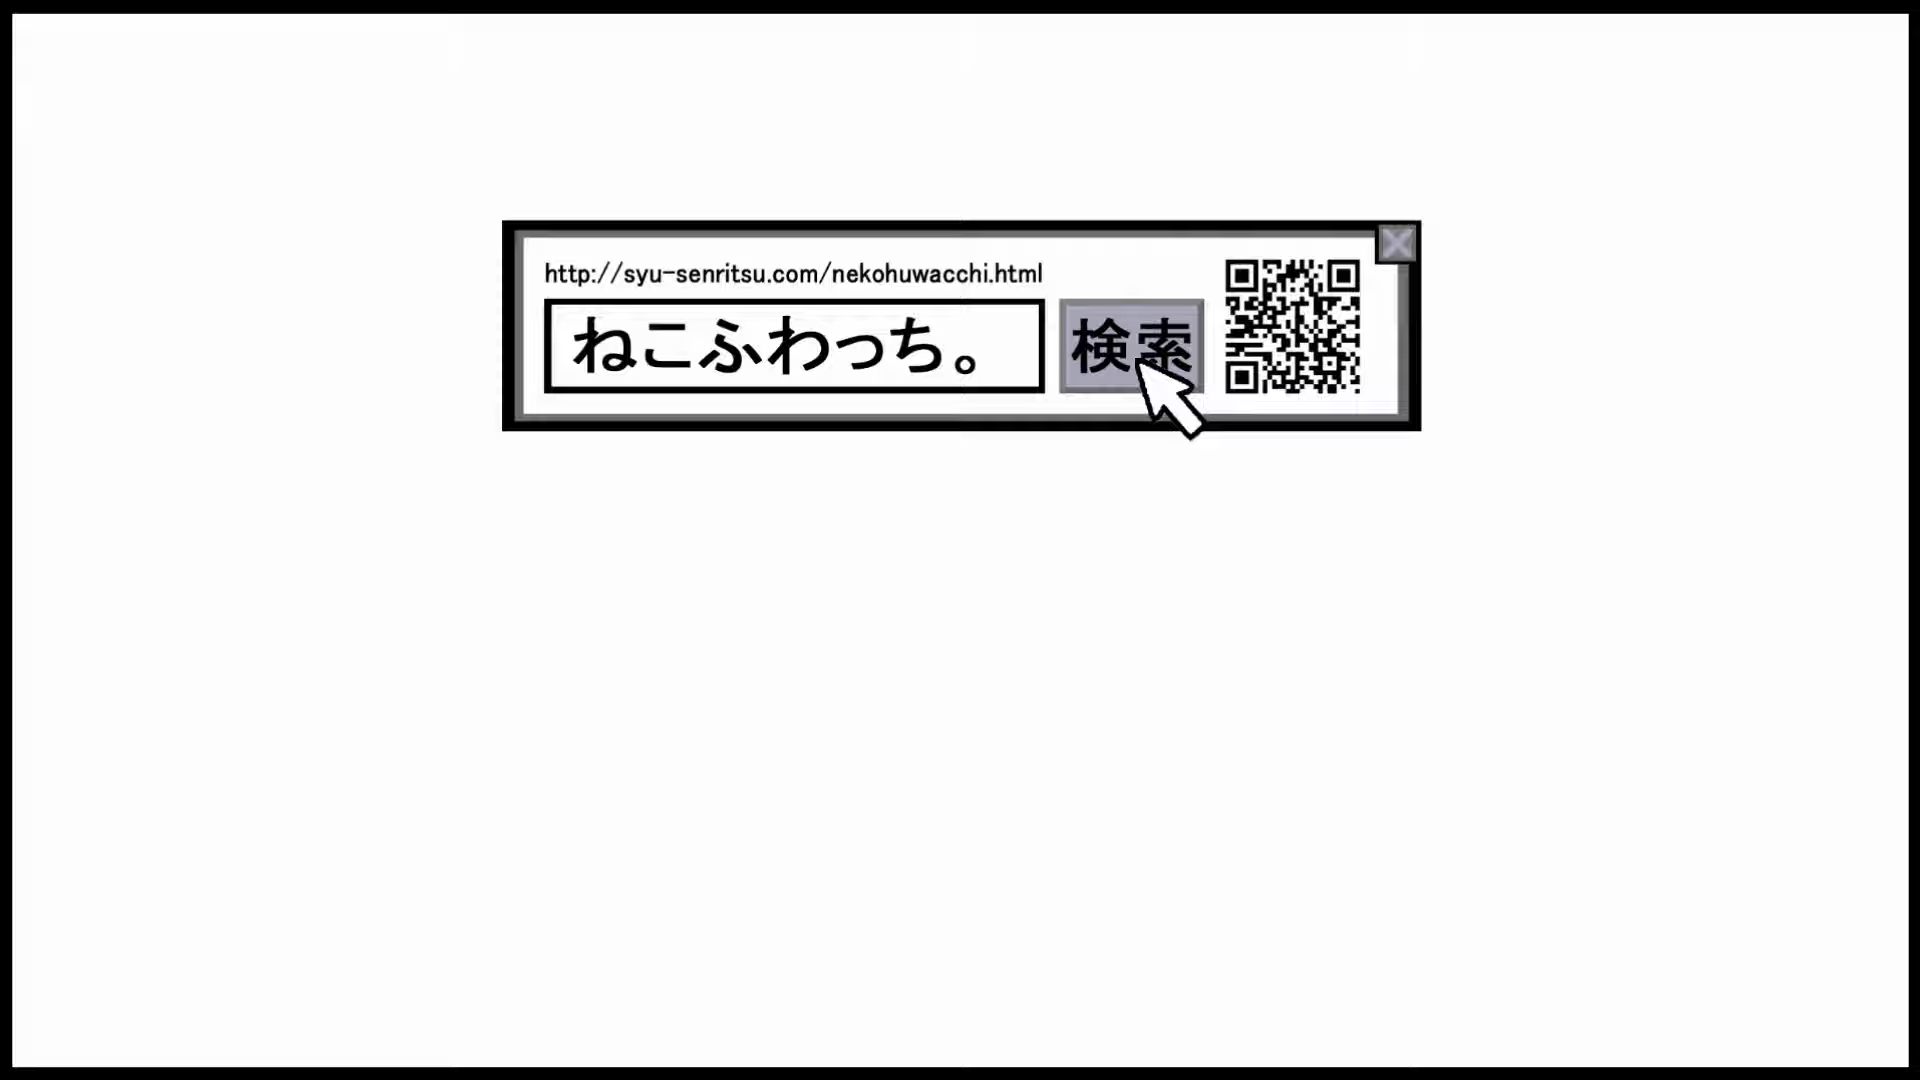 http://syu-senritsu.com/nekohuwacchi.html
ねこふわっち。 検索